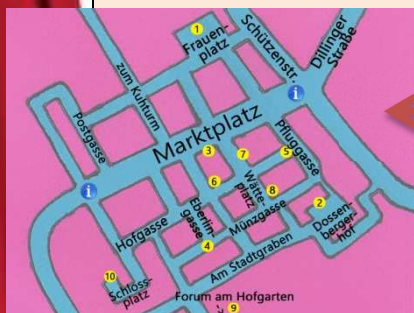 1
Frauen-
platz
Schützenstr.
Dillinger
Straße
zum Kuhturm
i
Postgasse
Marktplatz
Pfluggasse
3
7
5
i
6
Wätte-
platz
8
Eberlin-
gasse
Münzgasse
2
Hofgasse
4
Dossen-
berger-
hof
Am Stadtgraben
10
Schloss-
platz
Forum am Hofgarten
->
9